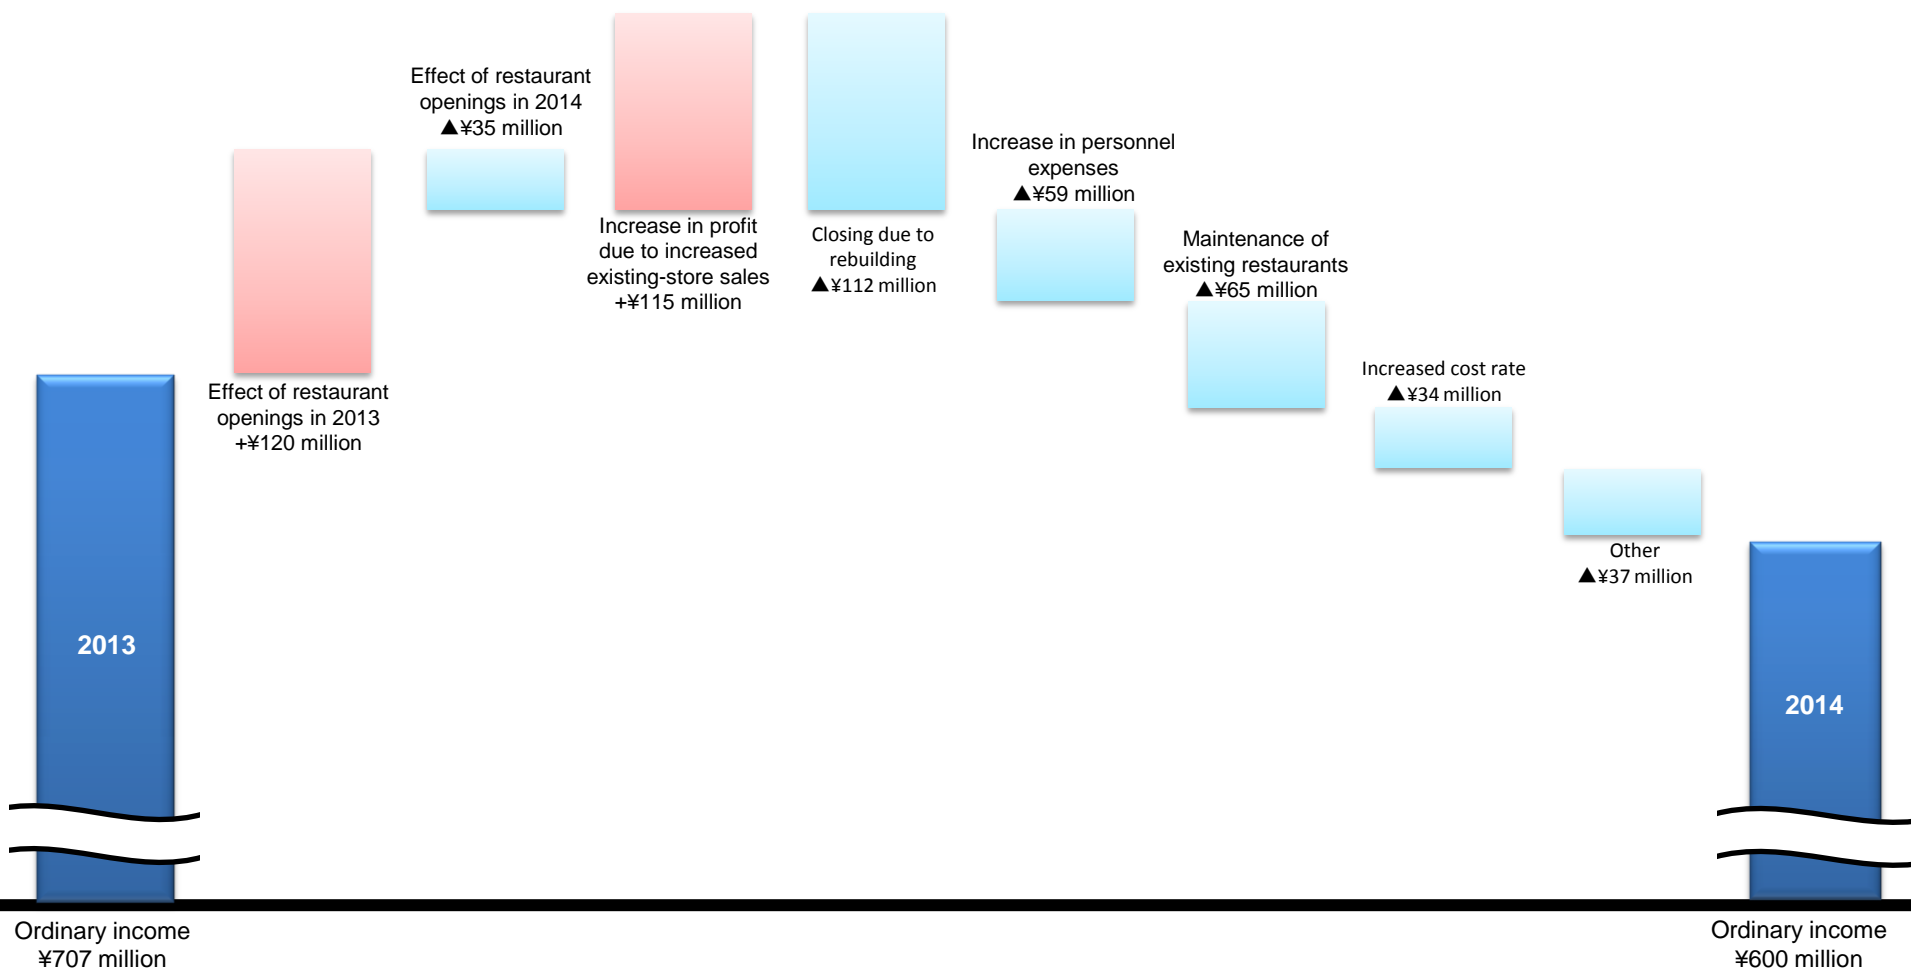 2013
Ordinary income
¥707 million
Effect of restaurant
openings in 2013
+¥120 million
Effect of restaurant
openings in 2014
▲¥35 million
Increase in profit
due to increased
existing-store sales
+¥115 million
Closing due to
rebuilding
▲¥112 million
Increase in personnel
expenses
▲¥59 million
Maintenance of
existing restaurants
▲¥65 million
Increased cost rate
▲¥34 million
Other
▲¥37 million
2014
Ordinary income
¥600 million